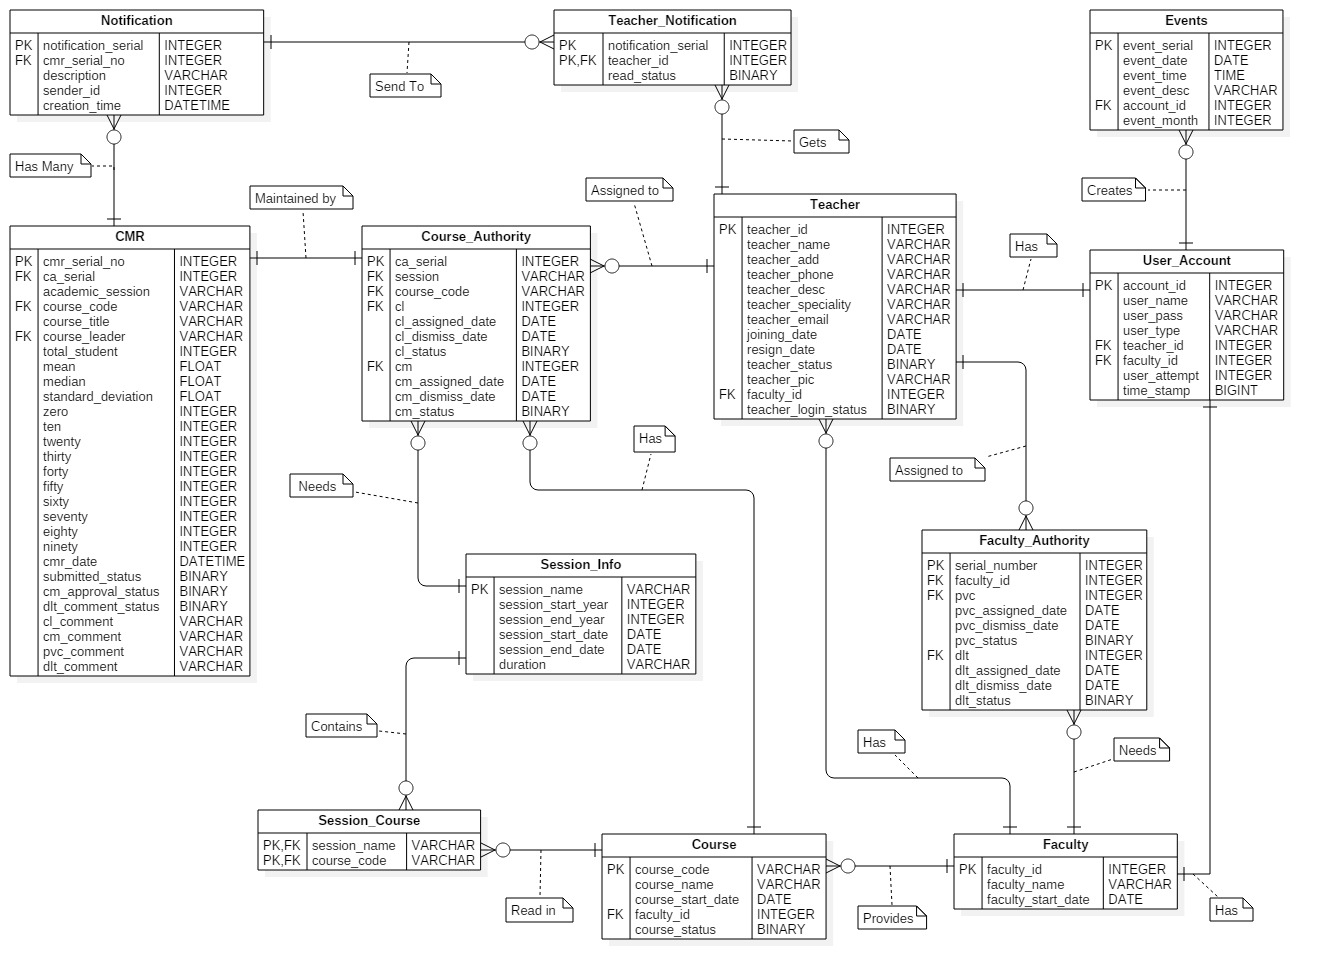 Notification
PK notification_serial INTEGER
FK cmr_serial_no INTEGER
description VARCHAR
sender_id INTEGER
creation_time DATETIME
Send To
Teacher_Notification
PK notification_serial INTEGER
PK,FK teacher_id INTEGER
read_status BINARY
Events
PK event_serial INTEGER
event_date DATE
event_time TIME
event_desc VARCHAR
FK account_id INTEGER
event_month INTEGER
Has Many
Maintained by
Assigned to
Gets
Creates
Has
CMR
PK cmr_serial_no INTEGER
FK ca_serial INTEGER
academic_session VARCHAR
FK course_code VARCHAR
course_title VARCHAR
FK course_leader VARCHAR
total_student INTEGER
mean FLOAT
median FLOAT
standard_deviation FLOAT
zero INTEGER
ten INTEGER
twenty INTEGER
thirty INTEGER
forty INTEGER
fifty INTEGER
sixty INTEGER
seventy INTEGER
eighty INTEGER
ninety INTEGER
cmr_date DATETIME
submitted_status BINARY
cm_approval_status BINARY
dlt_comment_status BINARY
cl_comment VARCHAR
cm_comment VARCHAR
pvc_comment VARCHAR
dlt_comment VARCHAR
Course_Authority
PK ca_serial INTEGER
FK session VARCHAR
FK course_code VARCHAR
FK cl INTEGER
cl_assigned_date DATE
cl_dismiss_date DATE
cl_status BINARY
FK cm INTEGER
cm_assigned_date DATE
cm_dismiss_date DATE
cm_status BINARY
Teacher
PK teacher_id INTEGER
teacher_name VARCHAR
teacher_add VARCHAR
teacher_phone VARCHAR
teacher_desc VARCHAR
teacher_speciality VARCHAR
teacher_email VARCHAR
joining_date DATE
resign_date DATE
teacher_status BINARY
teacher_pic VARCHAR
FK faculty_id INTEGER
teacher_login_status BINARY
User_Account
PK account_id INTEGER
user_name VARCHAR
user_pass VARCHAR
user_type VARCHAR
FK teacher_id INTEGER
FK faculty_id INTEGER
user_attempt INTEGER
time_stamp BIGINT
Needs
Has
Assigned to
Session_Info
PK session_name VARCHAR
session_start_year INTEGER
session_end_year INTEGER
session_start_date DATE
session_end_date DATE
duration VARCHAR
Faculty_Authority
PK serial_number INTEGER
FK faculty_id INTEGER
FK pvc INTEGER
pvc_assigned_date DATE
pvc_dismiss_date DATE
pvc_status BINARY
FK dlt INTEGER
dlt_assigned_date DATE
dlt_dismiss_date DATE
dlt_status BINARY
Contains
Has
Needs
Session_Course
PK,FK session_name VARCHAR
PK,FK course_code VARCHAR
Read in
Course
PK course_code VARCHAR
course_name VARCHAR
course_start_date DATE
FK faculty_id INTEGER
course_status BINARY
Provides
Faculty
PK faculty_id INTEGER
faculty_name VARCHAR
faculty_start_date DATE
Has